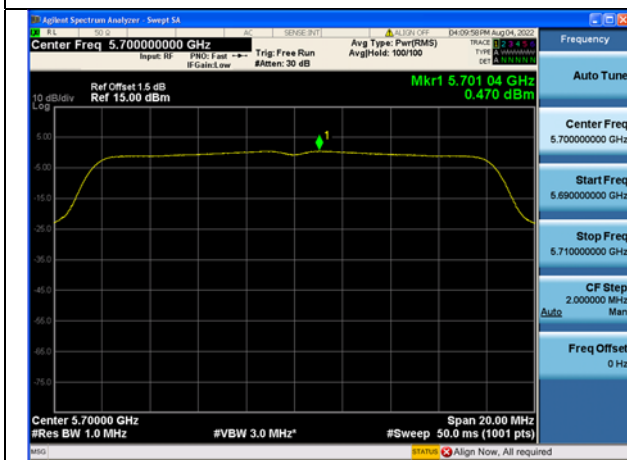 Agilent Spectrum Analyzer - Swept SA
RL 50 Ω AC SENSE:INT ALIGN OFF 04:09:58 PM Aug 04, 2022
Center Freq 5.700000000 GHz
Input: RF PNO: Fast Trig: Free Run
IFGain:Low #Atten: 30 dB
Avg Type: Pwr(RMS)
Avg|Hold: 100/100
TRACE 1 2 3 4 5 6
TYPE A WWWWW
DET A N N N N N
Frequency
Auto Tune
Mkr1 5.701 04 GHz
0.470 dBm
Ref Offset 1.5 dB
10 dB/div Ref 15.00 dBm
Log
1
5.00
-5.00
-15.0
-25.0
-35.0
-45.0
-55.0
-65.0
-75.0
Center Freq
5.700000000 GHz
Start Freq
5.690000000 GHz
Stop Freq
5.710000000 GHz
CF Step
2.000000 MHz
Auto Man
Freq Offset
0 Hz
Center 5.70000 GHz Span 20.00 MHz
#Res BW 1.0 MHz #VBW 3.0 MHz* #Sweep 50.0 ms (1001 pts)
MSG STATUS Align Now, All required